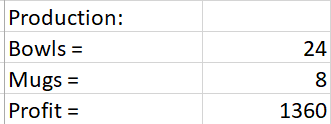 Production:
Bowls = 24
Mugs = 8
Profit = 1360